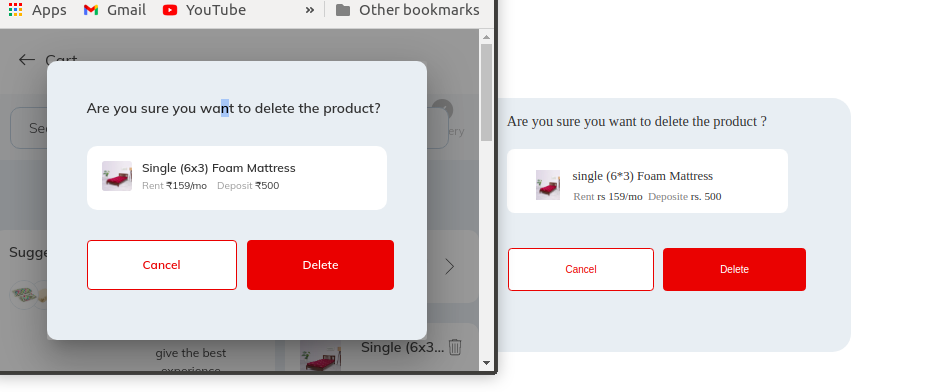 Apps Gmail YouTube » Other bookmarks
Cart
Are you sure you want to delete the product?
Single (6x3) Foam Mattress
Rent ₹159/mo Deposit ₹500
Cancel Delete
Sugge
give the best
experience
Single (6x3...
ery
Are you sure you want to delete the product ?
single (6*3) Foam Mattress
Rent rs 159/mo Deposite rs. 500
Cancel Delete